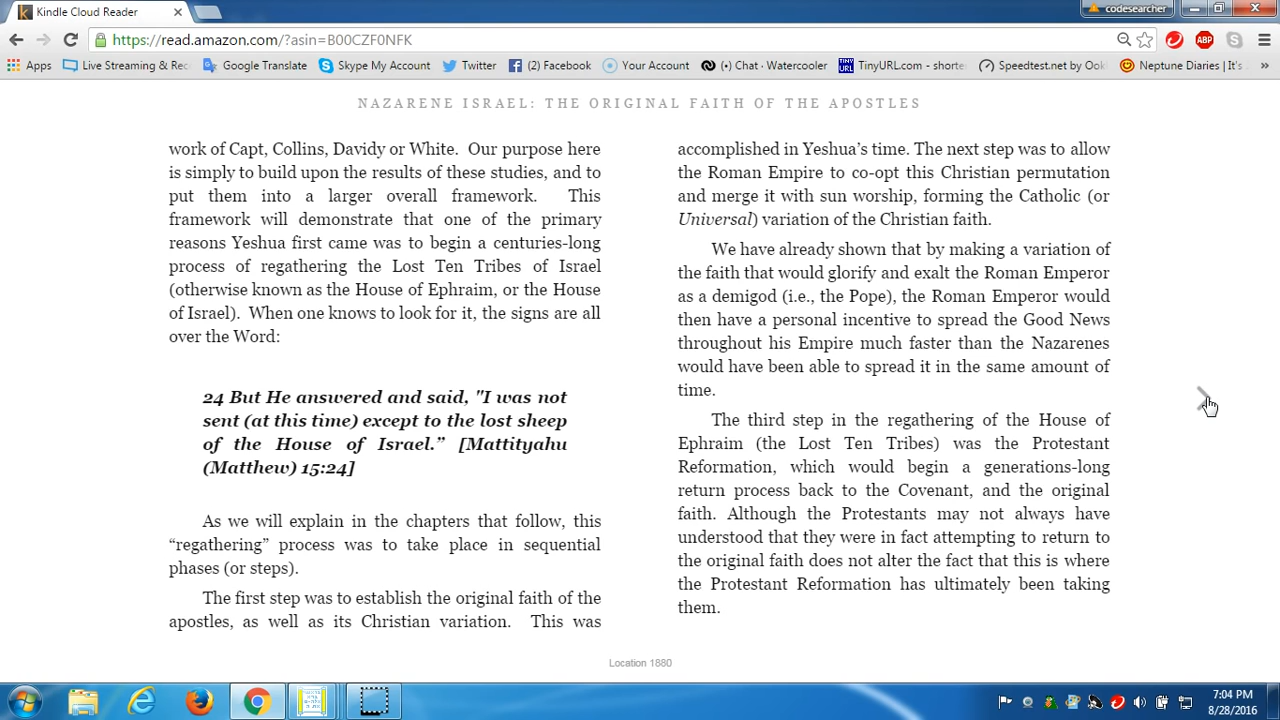 Kindle Cloud Reader
codesearcher
https://read.amazon.com/?asin=B00CZF0NFK
ABP
Apps
Live Streaming & Rec
Google Translate
Skype My Account
Twitter
(2) Facebook
Your Account
(•) Chat · Watercooler
TINY URL
TinyURL.com - shorte
Speedtest.net by Ookl
Neptune Diaries | It's
»
NAZARENE ISRAEL: THE ORIGINAL FAITH OF THE APOSTLES
work of Capt, Collins, Davidy or White. Our purpose here
is simply to build upon the results of these studies, and to
put them into a larger overall framework. This
framework will demonstrate that one of the primary
reasons Yeshua first came was to begin a centuries-long
process of regathering the Lost Ten Tribes of Israel
(otherwise known as the House of Ephraim, or the House
of Israel). When one knows to look for it, the signs are all
over the Word:
24 But He answered and said, "I was not
sent (at this time) except to the lost sheep
of the House of Israel.” [Mattityahu
(Matthew) 15:24]
As we will explain in the chapters that follow, this
“regathering” process was to take place in sequential
phases (or steps).
The first step was to establish the original faith of the
apostles, as well as its Christian variation. This was
accomplished in Yeshua’s time. The next step was to allow
the Roman Empire to co-opt this Christian permutation
and merge it with sun worship, forming the Catholic (or
Universal) variation of the Christian faith.
We have already shown that by making a variation of
the faith that would glorify and exalt the Roman Emperor
as a demigod (i.e., the Pope), the Roman Emperor would
then have a personal incentive to spread the Good News
throughout his Empire much faster than the Nazarenes
would have been able to spread it in the same amount of
time.
The third step in the regathering of the House of
Ephraim (the Lost Ten Tribes) was the Protestant
Reformation, which would begin a generations-long
return process back to the Covenant, and the original
faith. Although the Protestants may not always have
understood that they were in fact attempting to return to
the original faith does not alter the fact that this is where
the Protestant Reformation has ultimately been taking
them.
Location 1880
7:04 PM
8/28/2016